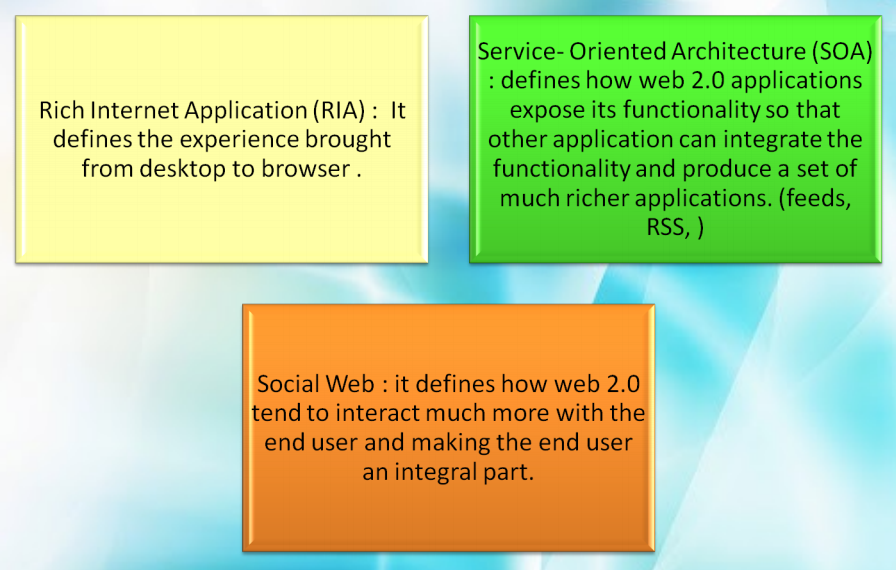 Rich Internet Application (RIA) : It
defines the experience brought
from desktop to browser .
Service- Oriented Architecture (SOA)
: defines how web 2.0 applications
expose its functionality so that
other application can integrate the
functionality and produce a set of
much richer applications. (feeds,
RSS, )
Social Web : it defines how web 2.0
tend to interact much more with the
end user and making the end user
an integral part.